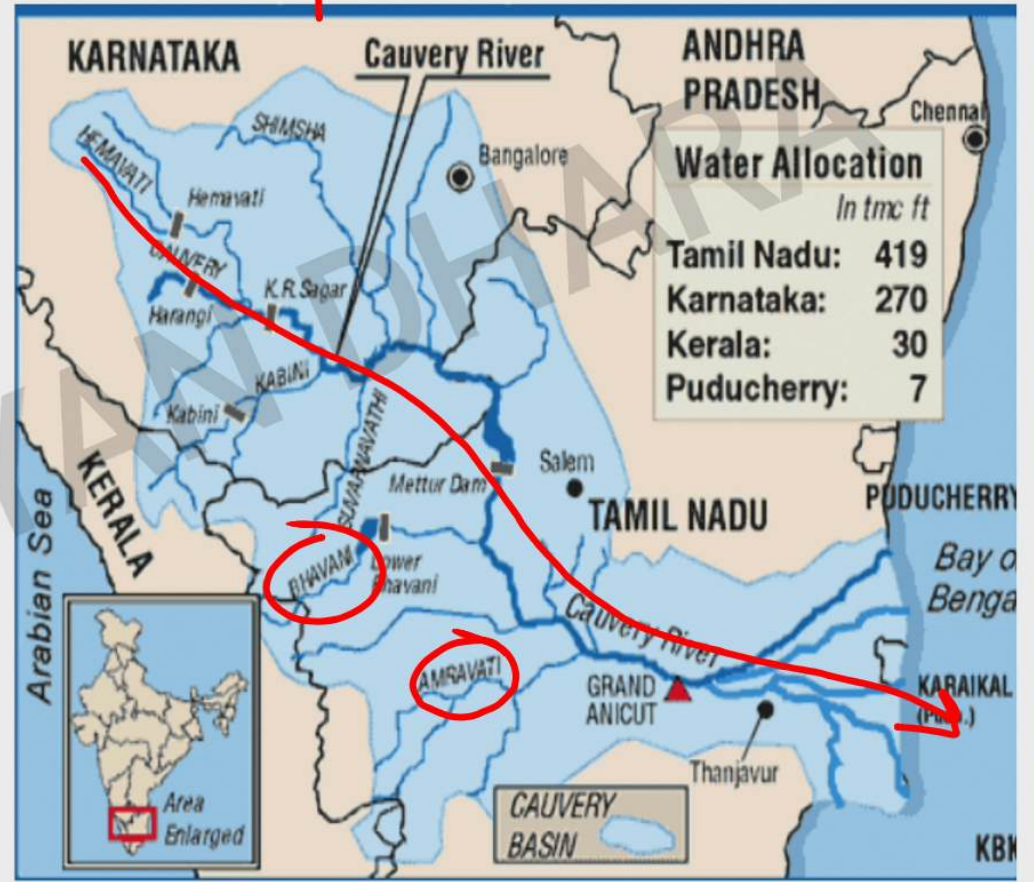 KARNATAKA
Cauvery River
ANDHRA
PRADESH
Chennai
Water Allocation
In tmc ft
Tamil Nadu: 419
Karnataka: 270
Kerala: 30
Puducherry: 7
HEMAVATI
SHIMSHA
Bangalore
Hemavati
CAUVERY
Harangi
K.R.Sagar
KABINI
Kabini
SUVARNAVATHI
Mettur Dam
Salem
TAMIL NADU
KERALA
PUDUCHERRY
Arabian Sea
BHAVANI
Lower
Bhavani
Bay o
Benga
AMRAVATI
Cauvery River
GRAND
ANICUT
KARAIKAL
Thanjavur
Area
Enlarged
CAUVERY
BASIN
KBK